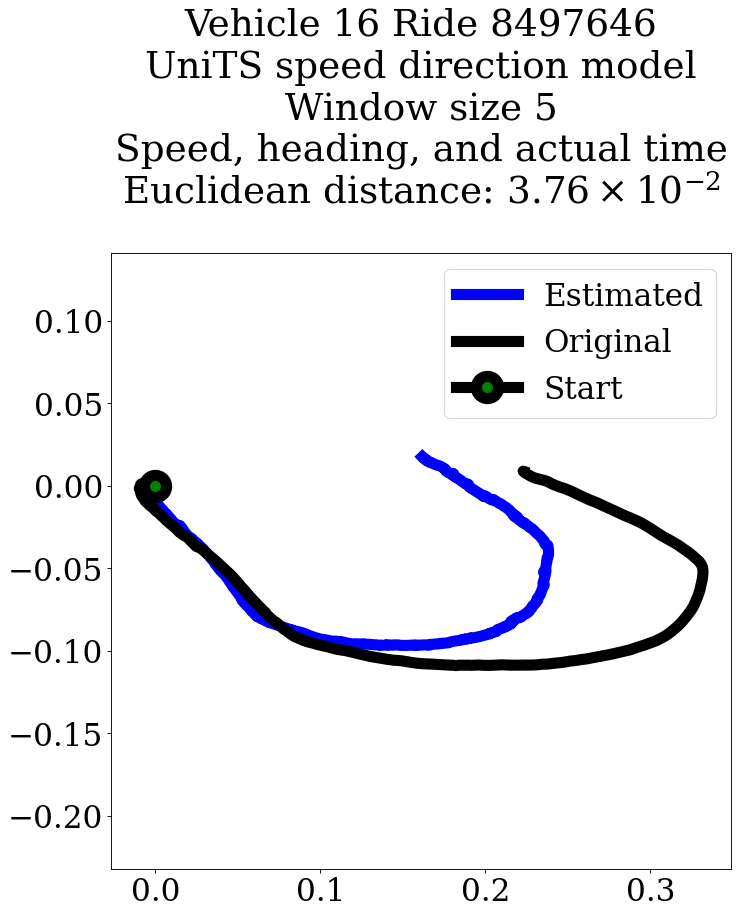 Vehicle 16 Ride 8497646
UniTS speed direction model
Window size 5
Speed, heading, and actual time
Euclidean distance: 3.76 × 10⁻²
Estimated
Original
Start
0.10
0.05
0.00
−0.05
−0.10
−0.15
−0.20
0.0 0.1 0.2 0.3